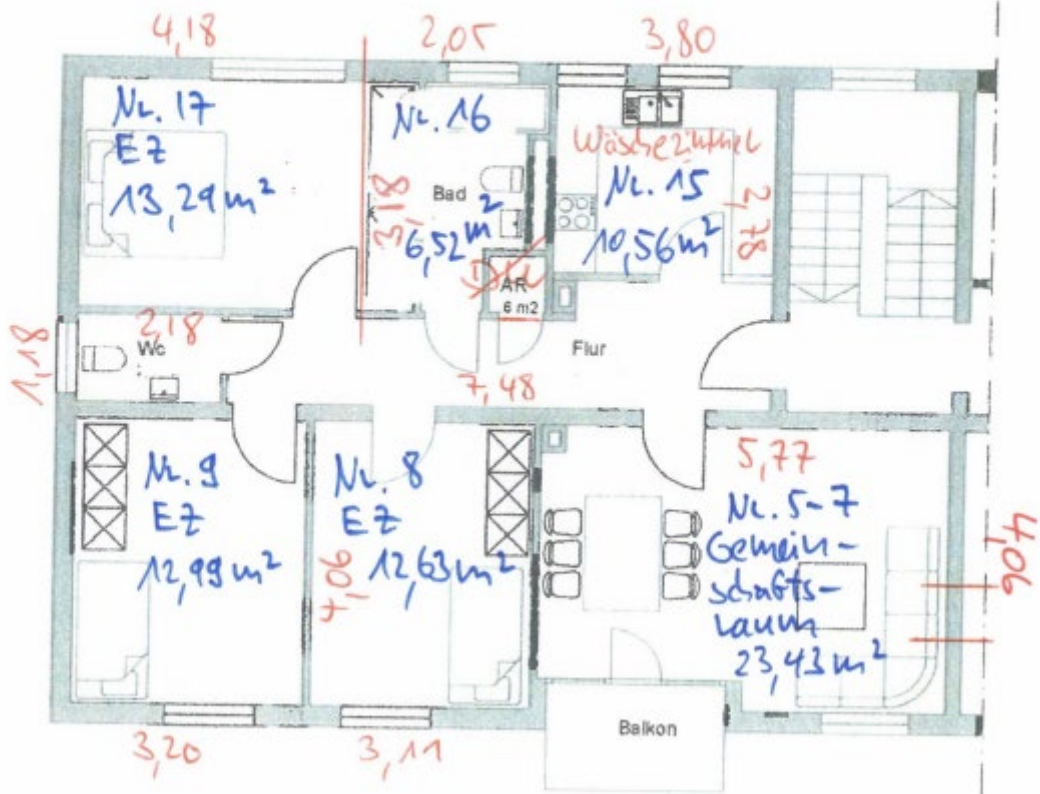 4,18
2,05
3,80
Nr. 17
EZ
13,29 m²
Nr. 16
Bad
3,18
6,52 m²
Wäschezimmer
Nr. 15
10,56 m²
2,78
AR
6 m2
1,18
2,18
Wc
Flur
7,48
Nr. 9
EZ
12,99 m²
Nr. 8
EZ
4,06
12,63 m²
5,77
Nr. 5-7
Gemein-
schafts-
raum
23,43 m²
4,06
Balkon
3,20
3,11